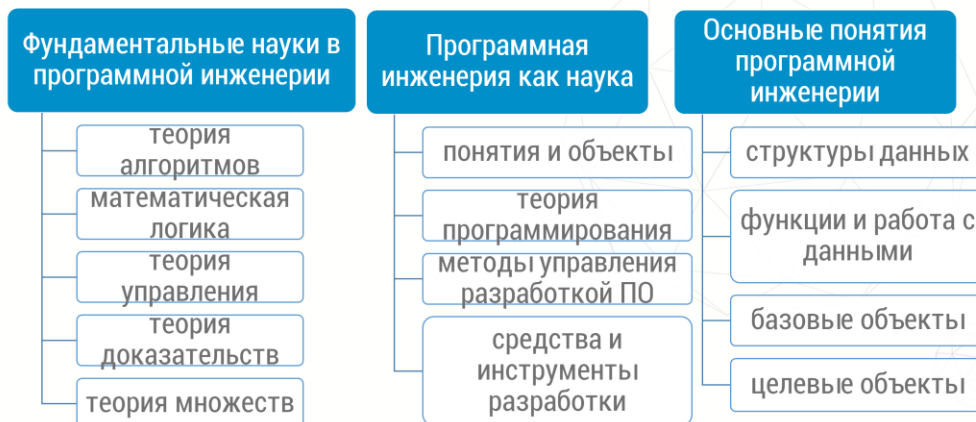 Фундаментальные науки в
программной инженерии
теория
алгоритмов
математическая
логика
теория
управления
теория
доказательств
теория множеств
Программная
инженерия как наука
понятия и объекты
теория
программирования
методы управления
разработкой ПО
средства и
инструменты
разработки
Основные понятия
программной
инженерии
структуры данных
функции и работа с
данными
базовые объекты
целевые объекты